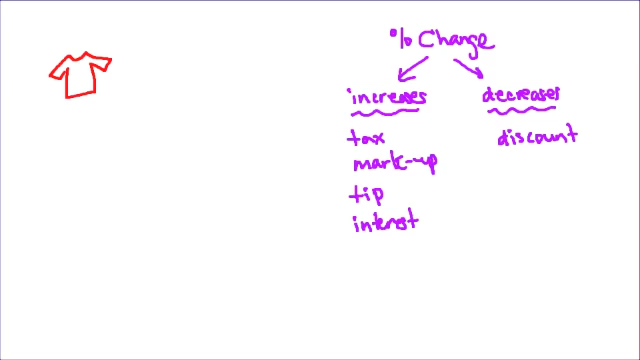 % Change
increases decreases
tax discount
mark-up
tip
interest